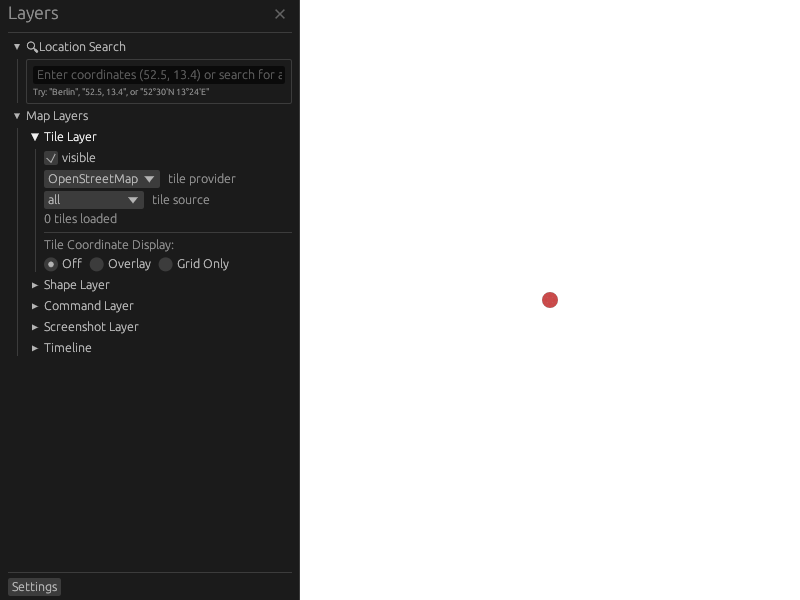 Layers
Location Search
Enter coordinates (52.5, 13.4) or search for a
Try: "Berlin", "52.5, 13.4", or "52°30'N 13°24'E"
Map Layers
Tile Layer
visible
OpenStreetMap tile provider
all tile source
0 tiles loaded
Tile Coordinate Display:
Off Overlay Grid Only
Shape Layer
Command Layer
Screenshot Layer
Timeline
Settings